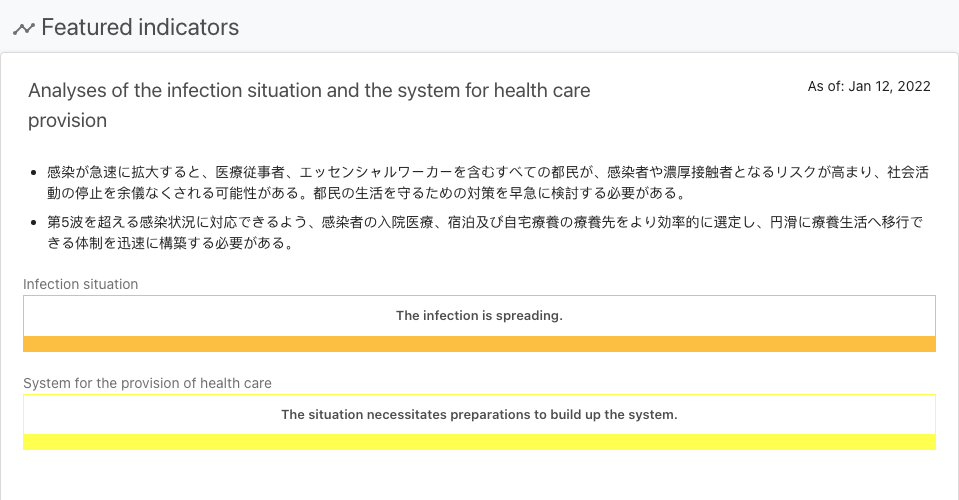 Featured indicators
Analyses of the infection situation and the system for health care
provision
As of: Jan 12, 2022
• 感染が急速に拡大すると、医療従事者、エッセンシャルワーカーを含むすべての都民が、感染者や濃厚接触者となるリスクが高まり、社会活
動の停止を余儀なくされる可能性がある。都民の生活を守るための対策を早急に検討する必要がある。
• 第5波を超える感染状況に対応できるよう、感染者の入院医療、宿泊及び自宅療養の療養先をより効率的に選定し、円滑に療養生活へ移行で
きる体制を迅速に構築する必要がある。
Infection situation
The infection is spreading.
System for the provision of health care
The situation necessitates preparations to build up the system.